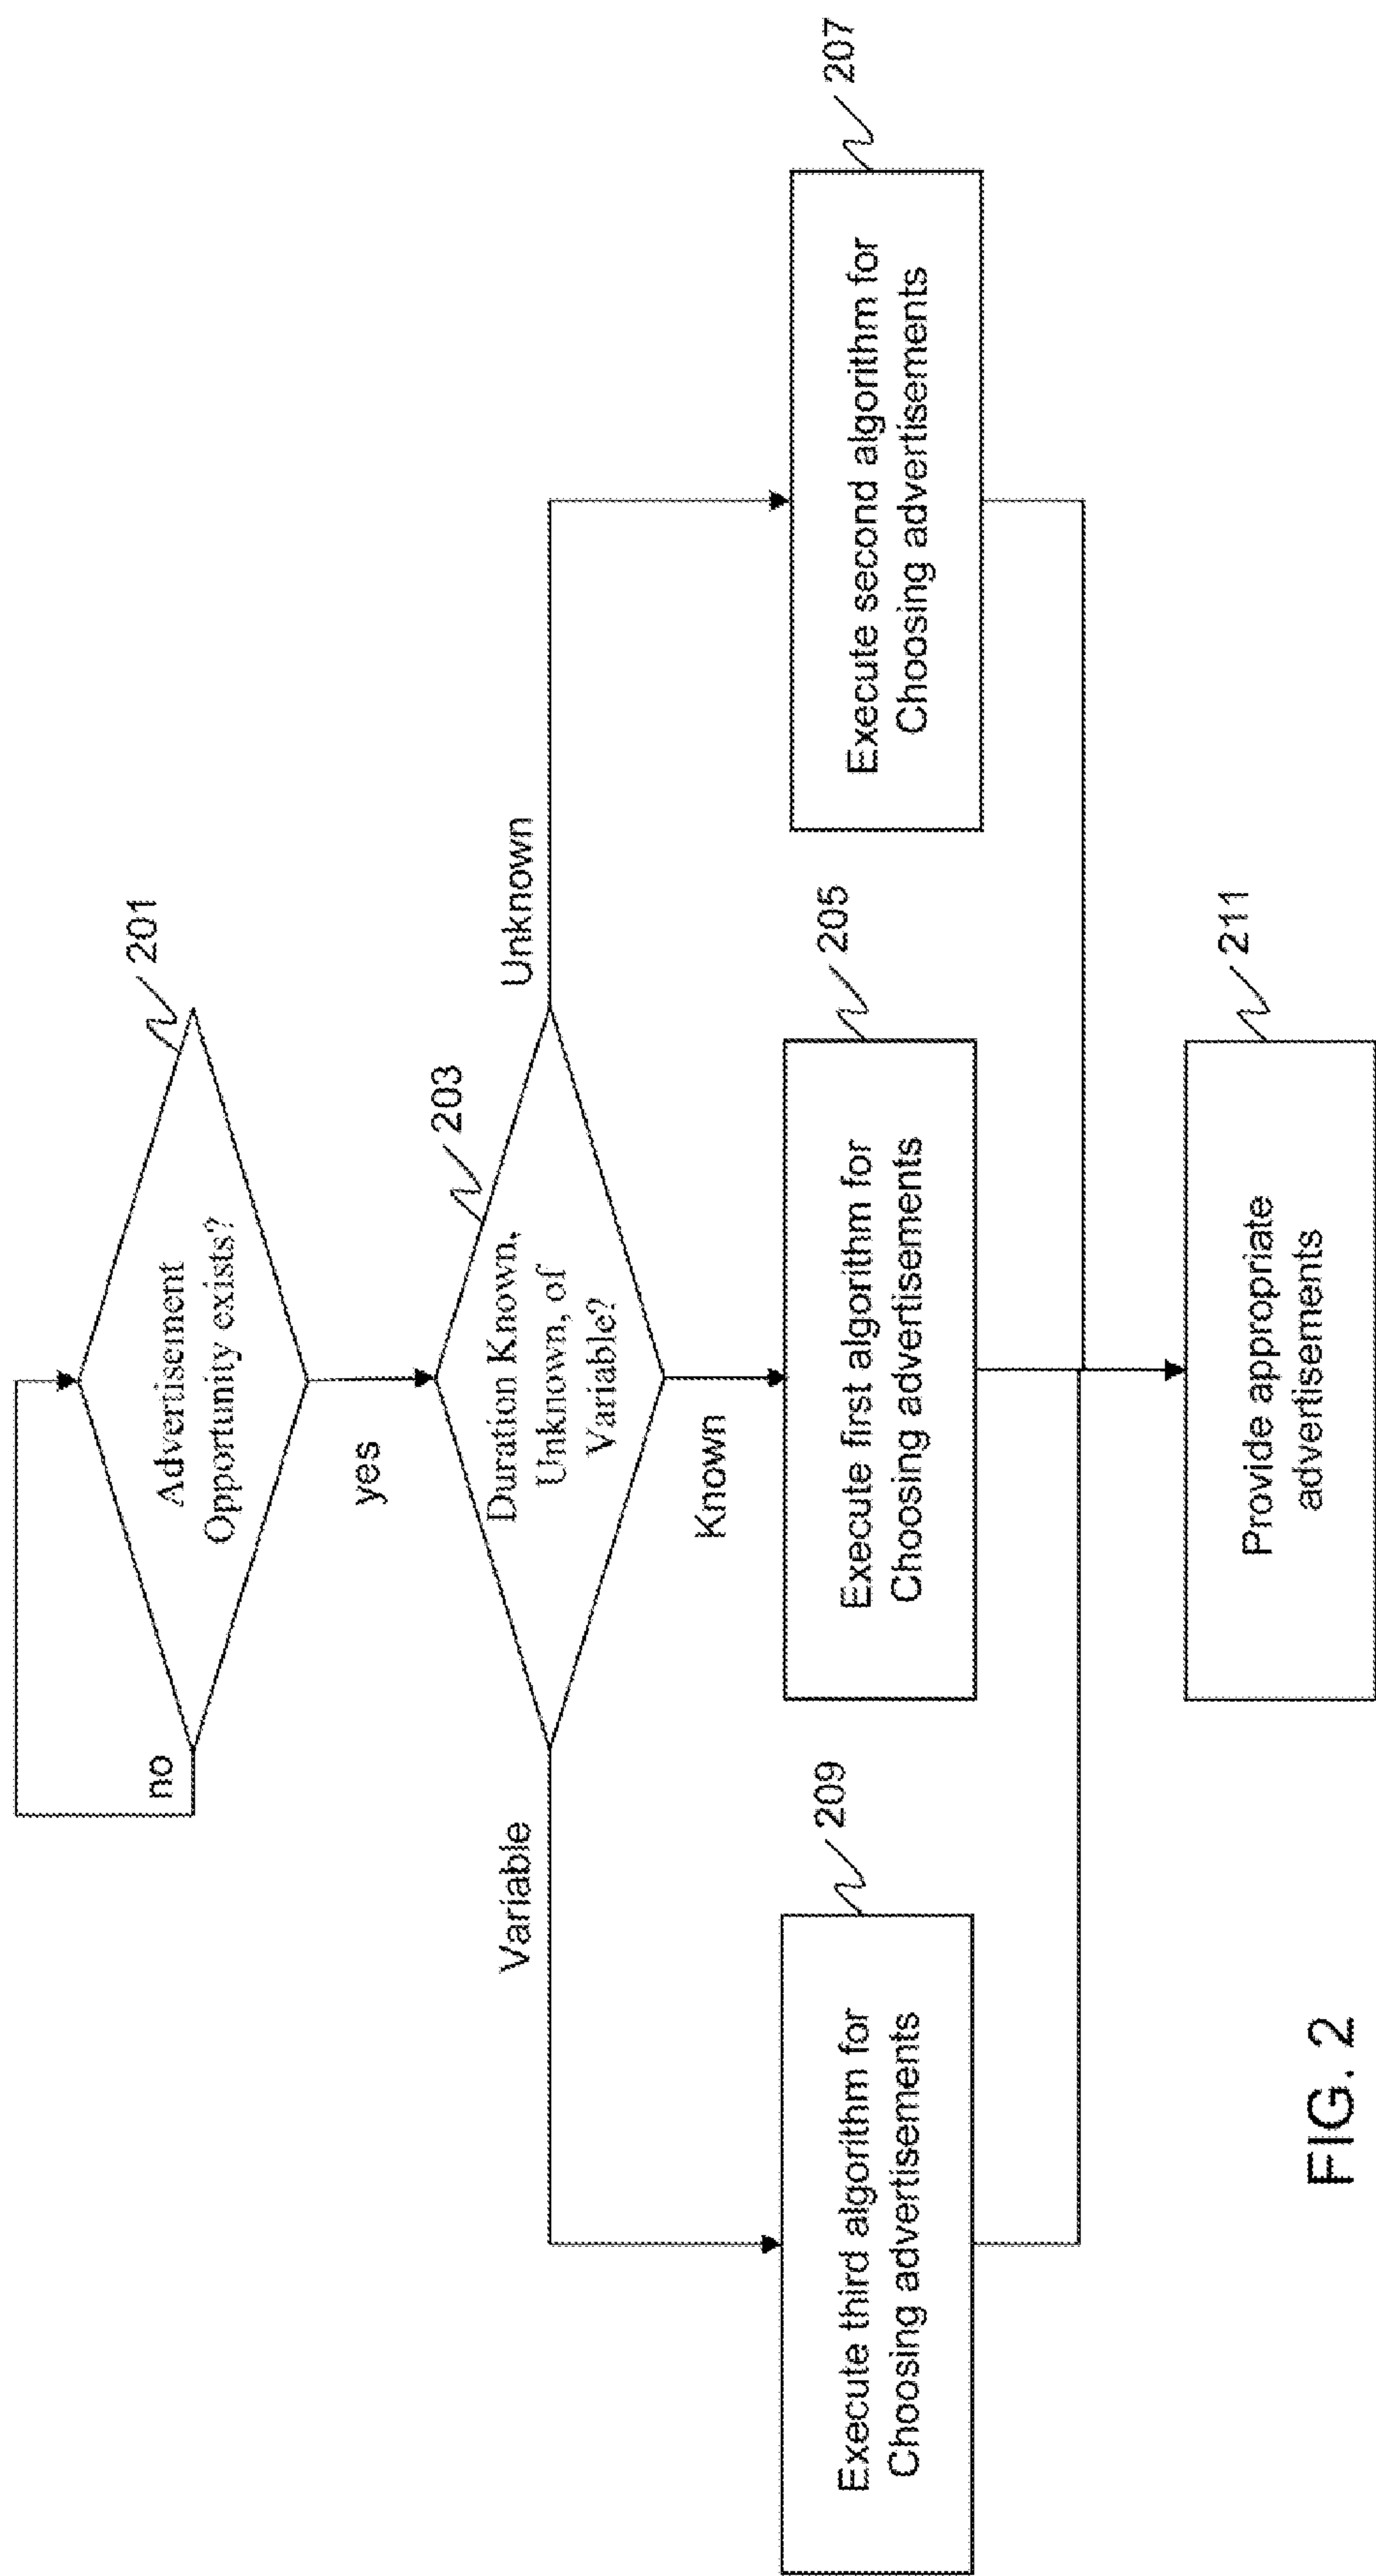 201
Advertisement
Opportunity exists?
no
yes
203
Duration Known,
Unknown, of
Variable?
Variable
Known
Unknown
209
Execute third algorithm for
Choosing advertisements
205
Execute first algorithm for
Choosing advertisements
207
Execute second algorithm for
Choosing advertisements
211
Provide appropriate
advertisements
FIG. 2